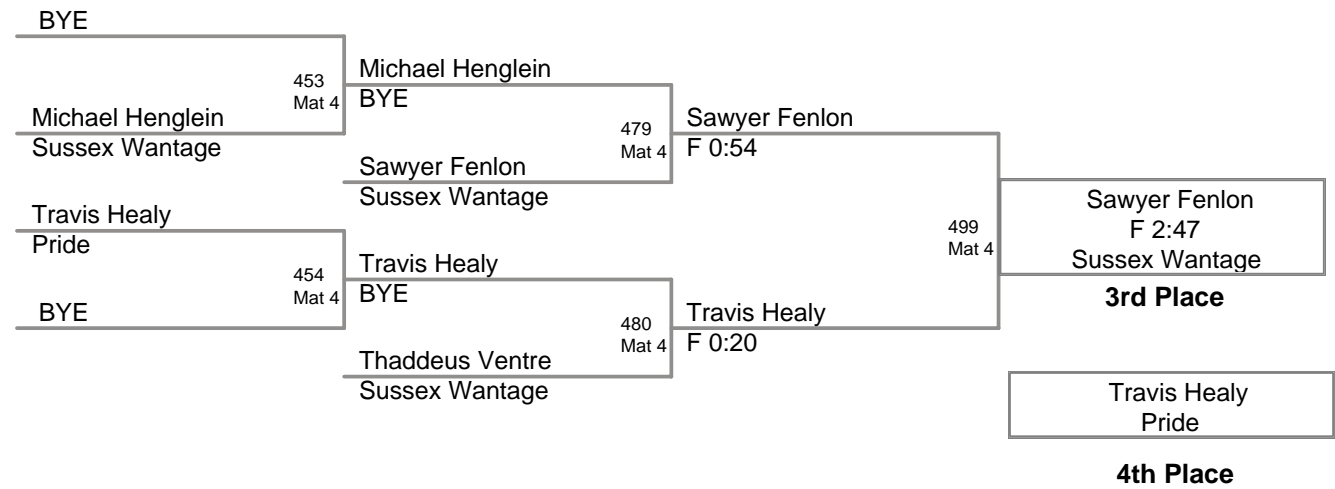 BYE
453
Mat 4
Michael Henglein
Sussex Wantage
Michael Henglein
BYE
479
Mat 4
Sawyer Fenlon
Sussex Wantage
Sawyer Fenlon
F 0:54
Travis Healy
Pride
454
Mat 4
BYE
Travis Healy
BYE
480
Mat 4
Thaddeus Ventre
Sussex Wantage
Travis Healy
F 0:20
499
Mat 4
Sawyer Fenlon
F 2:47
Sussex Wantage
3rd Place
Travis Healy
Pride
4th Place